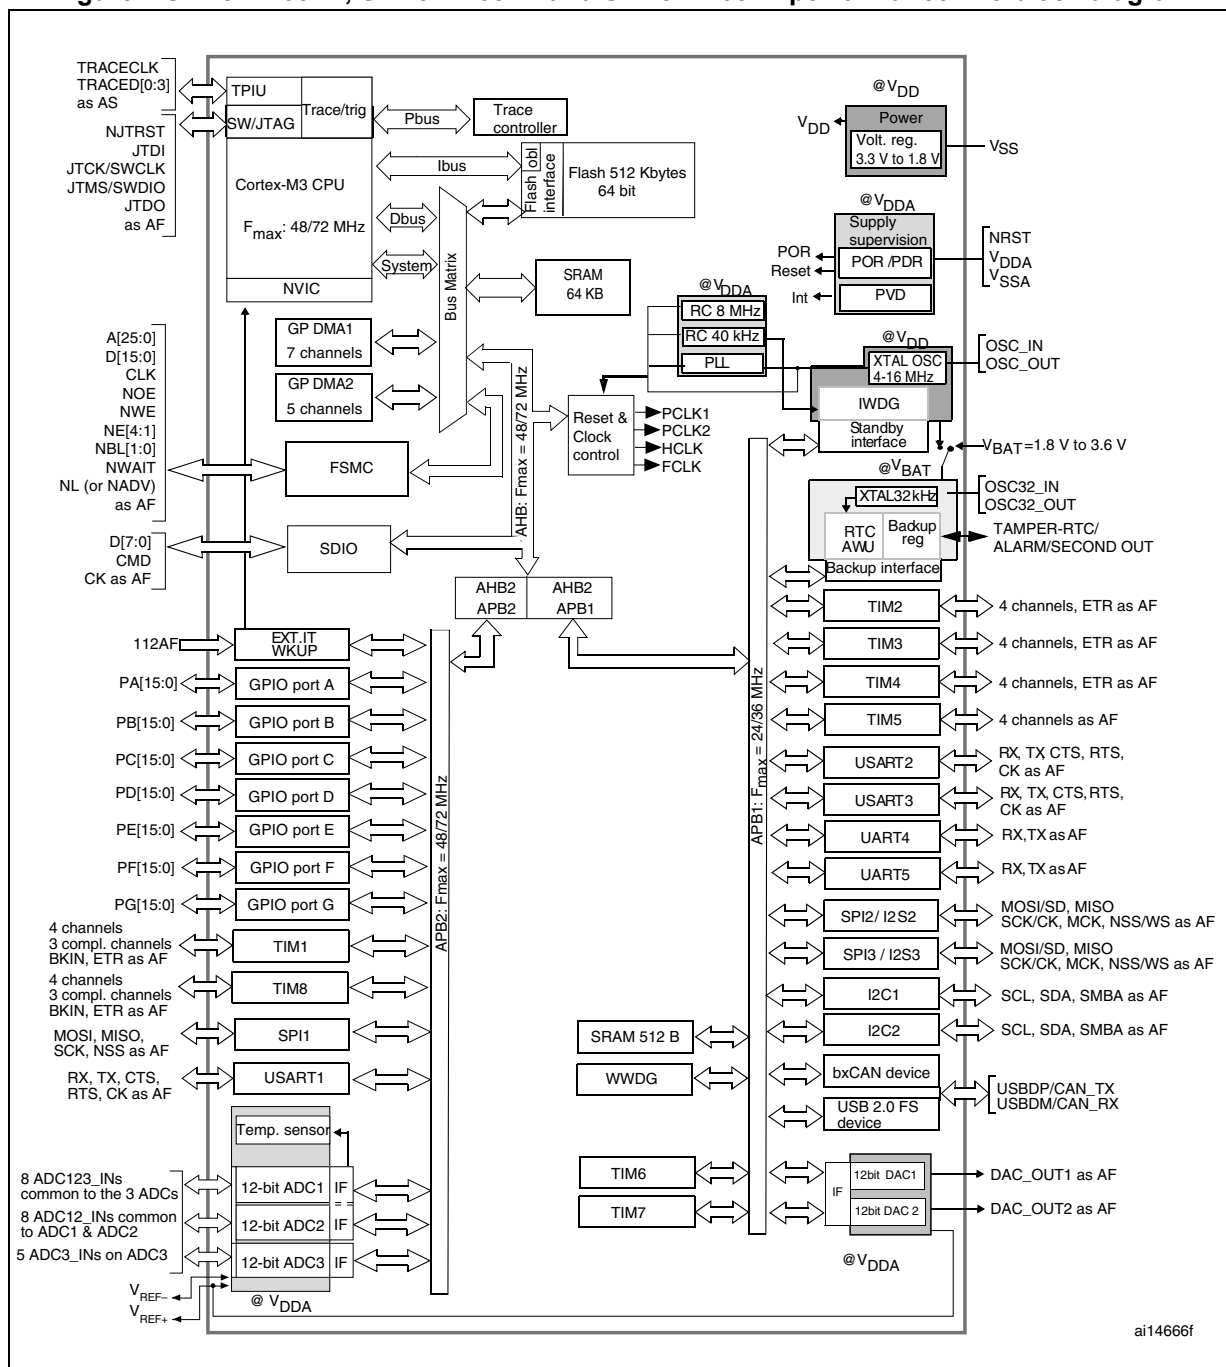 TRACECLK
TRACED[0:3]
as AS
NJTRST
JTDI
JTCK/SWCLK
JTMS/SWDIO
JTDO
as AF
TPIU
SW/JTAG
Trace/trig
Pbus
Trace
controller
Cortex-M3 CPU
Fmax: 48/72 MHz
NVIC
Ibus
Dbus
System
Flash obl
interface
Flash 512 Kbytes
64 bit
Bus Matrix
SRAM
64 KB
GP DMA1
7 channels
GP DMA2
5 channels
@VDD
Power
VDD
Volt. reg.
3.3 V to 1.8 V
VSS
@VDDA
Supply
supervision
POR
Reset
POR /PDR
Int
PVD
NRST
VDDA
VSSA
@VDDA
RC 8 MHz
RC 40 kHz
PLL
@VDD
XTAL OSC
4-16 MHz
OSC_IN
OSC_OUT
IWDG
Standby
interface
VBAT=1.8 V to 3.6 V
Reset &
Clock
control
PCLK1
PCLK2
HCLK
FCLK
@VBAT
XTAL32kHz
OSC32_IN
OSC32_OUT
RTC
AWU
Backup
reg
TAMPER-RTC/
ALARM/SECOND OUT
Backup interface
A[25:0]
D[15:0]
CLK
NOE
NWE
NE[4:1]
NBL[1:0]
NWAIT
NL (or NADV)
as AF
FSMC
D[7:0]
CMD
CK as AF
SDIO
AHB: Fmax = 48/72 MHz
AHB2
APB2
AHB2
APB1
112AF
EXT.IT
WKUP
PA[15:0]
GPIO port A
PB[15:0]
GPIO port B
PC[15:0]
GPIO port C
PD[15:0]
GPIO port D
PE[15:0]
GPIO port E
PF[15:0]
GPIO port F
PG[15:0]
GPIO port G
4 channels
3 compl. channels
BKIN, ETR as AF
TIM1
4 channels
3 compl. channels
BKIN, ETR as AF
TIM8
MOSI, MISO,
SCK, NSS as AF
SPI1
RX, TX, CTS,
RTS, CK as AF
USART1
Temp. sensor
8 ADC123_INs
common to the 3 ADCs
12-bit ADC1
IF
8 ADC12_INs common
to ADC1 & ADC2
12-bit ADC2
IF
5 ADC3_INs on ADC3
12-bit ADC3
IF
VREF–
VREF+
@ VDDA
APB2: Fmax = 48/72 MHz
APB1: Fmax = 24/36 MHz
TIM2
4 channels, ETR as AF
TIM3
4 channels, ETR as AF
TIM4
4 channels, ETR as AF
TIM5
4 channels as AF
USART2
RX, TX, CTS, RTS,
CK as AF
USART3
RX, TX, CTS, RTS,
CK as AF
UART4
RX,TX as AF
UART5
RX, TX as AF
SPI2/ I2S2
MOSI/SD, MISO
SCK/CK, MCK, NSS/WS as AF
SPI3 / I2S3
MOSI/SD, MISO
SCK/CK, MCK, NSS/WS as AF
I2C1
SCL, SDA, SMBA as AF
I2C2
SCL, SDA, SMBA as AF
SRAM 512 B
WWDG
bxCAN device
USB 2.0 FS
device
USBDP/CAN_TX
USBDM/CAN_RX
TIM6
TIM7
IF
12bit DAC1
12bit DAC 2
DAC_OUT1 as AF
DAC_OUT2 as AF
@VDDA
ai14666f